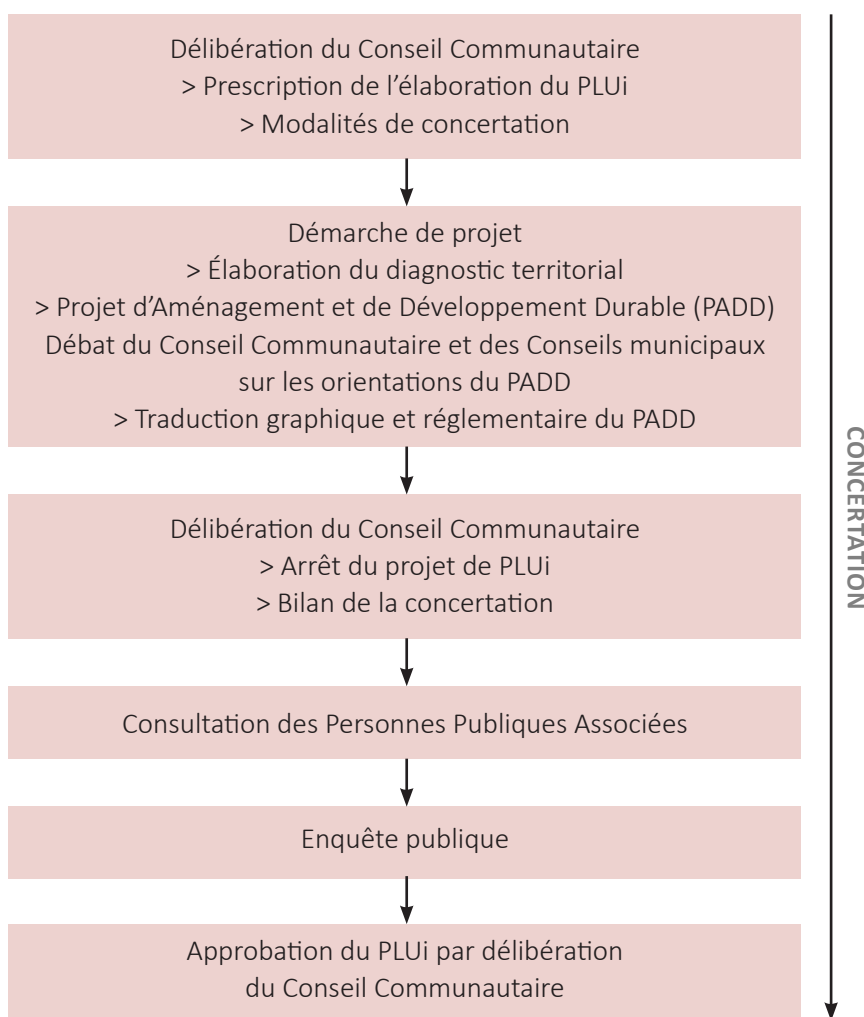 Délibération du Conseil Communautaire
> Prescription de l’élaboration du PLUi
> Modalités de concertation
Démarche de projet
> Élaboration du diagnostic territorial
> Projet d’Aménagement et de Développement Durable (PADD)
Débat du Conseil Communautaire et des Conseils municipaux
sur les orientations du PADD
> Traduction graphique et réglementaire du PADD
Délibération du Conseil Communautaire
> Arrêt du projet de PLUi
> Bilan de la concertation
Consultation des Personnes Publiques Associées
Enquête publique
Approbation du PLUi par délibération
du Conseil Communautaire
CONCERTATION